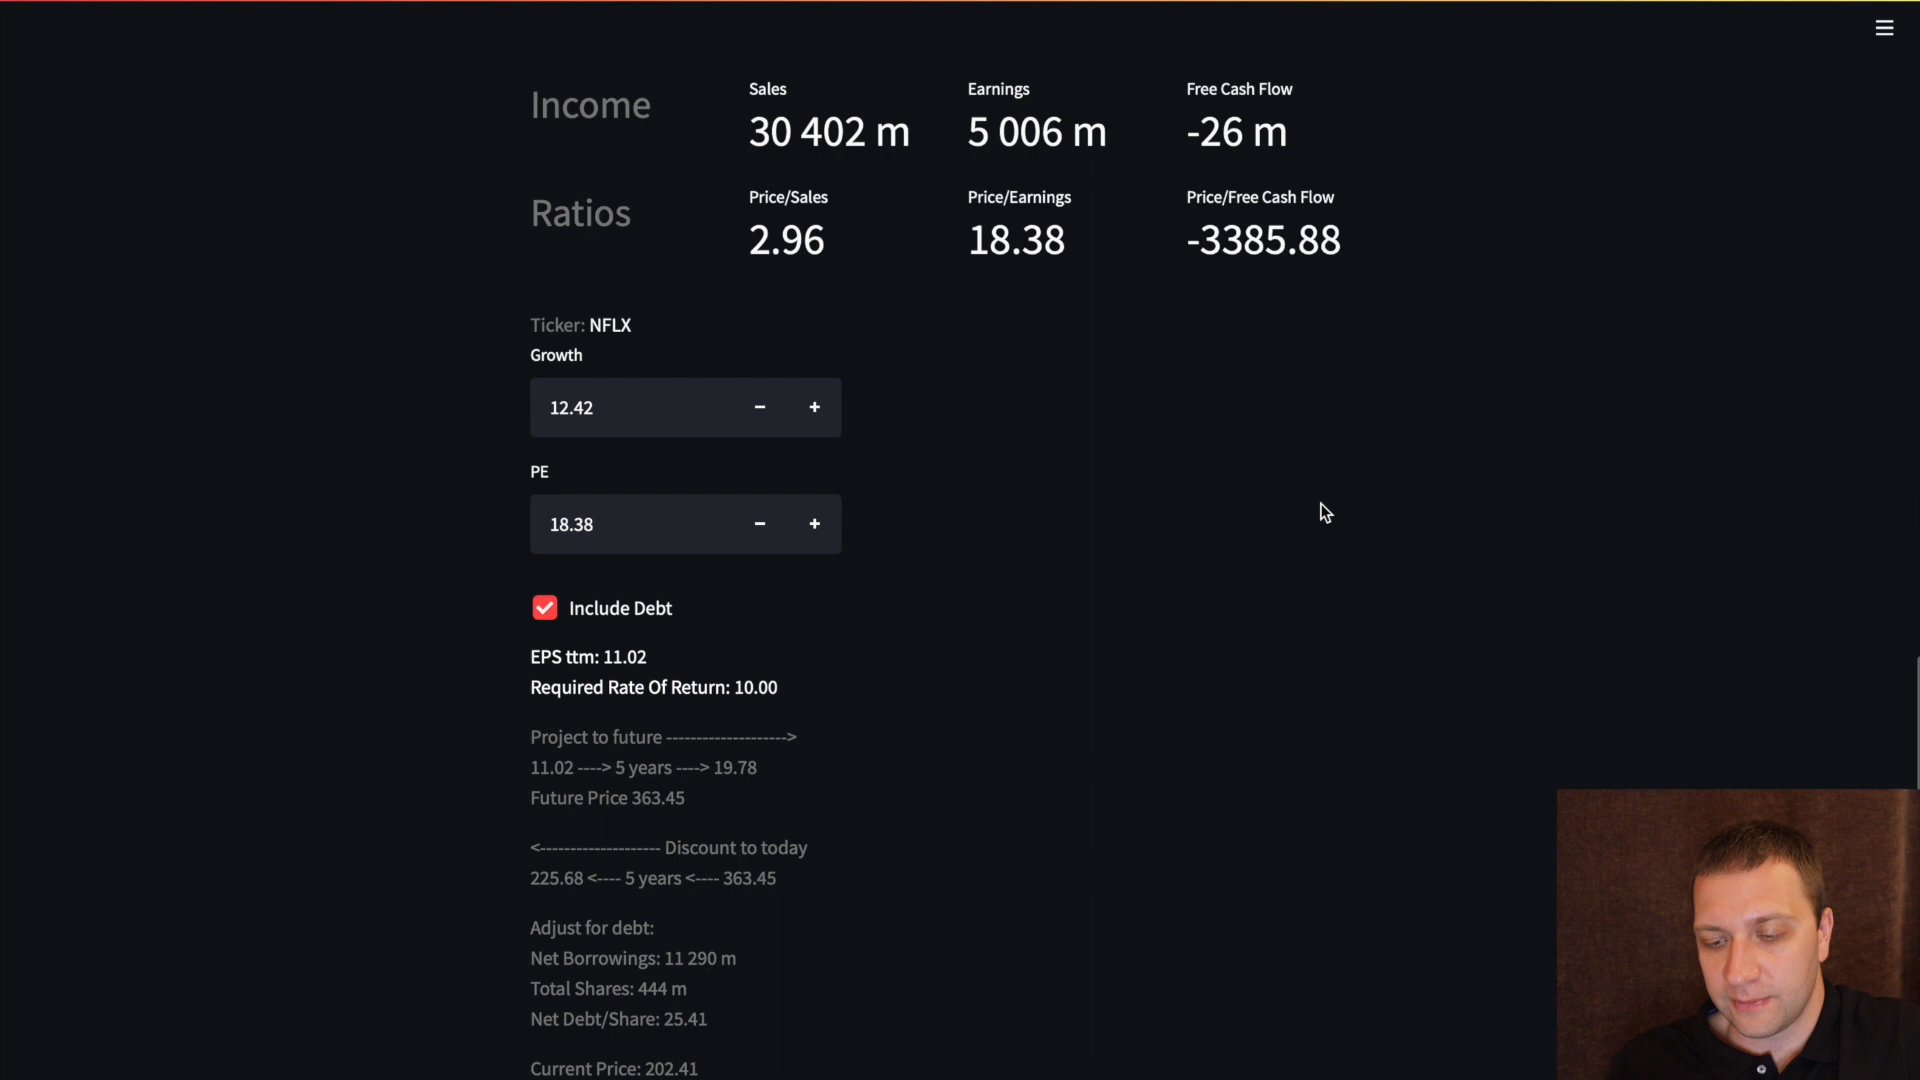 Income
Sales
30 402 m
Earnings
5 006 m
Free Cash Flow
-26 m
Ratios
Price/Sales
2.96
Price/Earnings
18.38
Price/Free Cash Flow
-3385.88
Ticker: NFLX
Growth
12.42
PE
18.38
Include Debt
EPS ttm: 11.02
Required Rate Of Return: 10.00
Project to future -------------------->
11.02 ----> 5 years ----> 19.78
Future Price 363.45
<-------------------- Discount to today
225.68 <---- 5 years <---- 363.45
Adjust for debt:
Net Borrowings: 11 290 m
Total Shares: 444 m
Net Debt/Share: 25.41
Current Price: 202.41